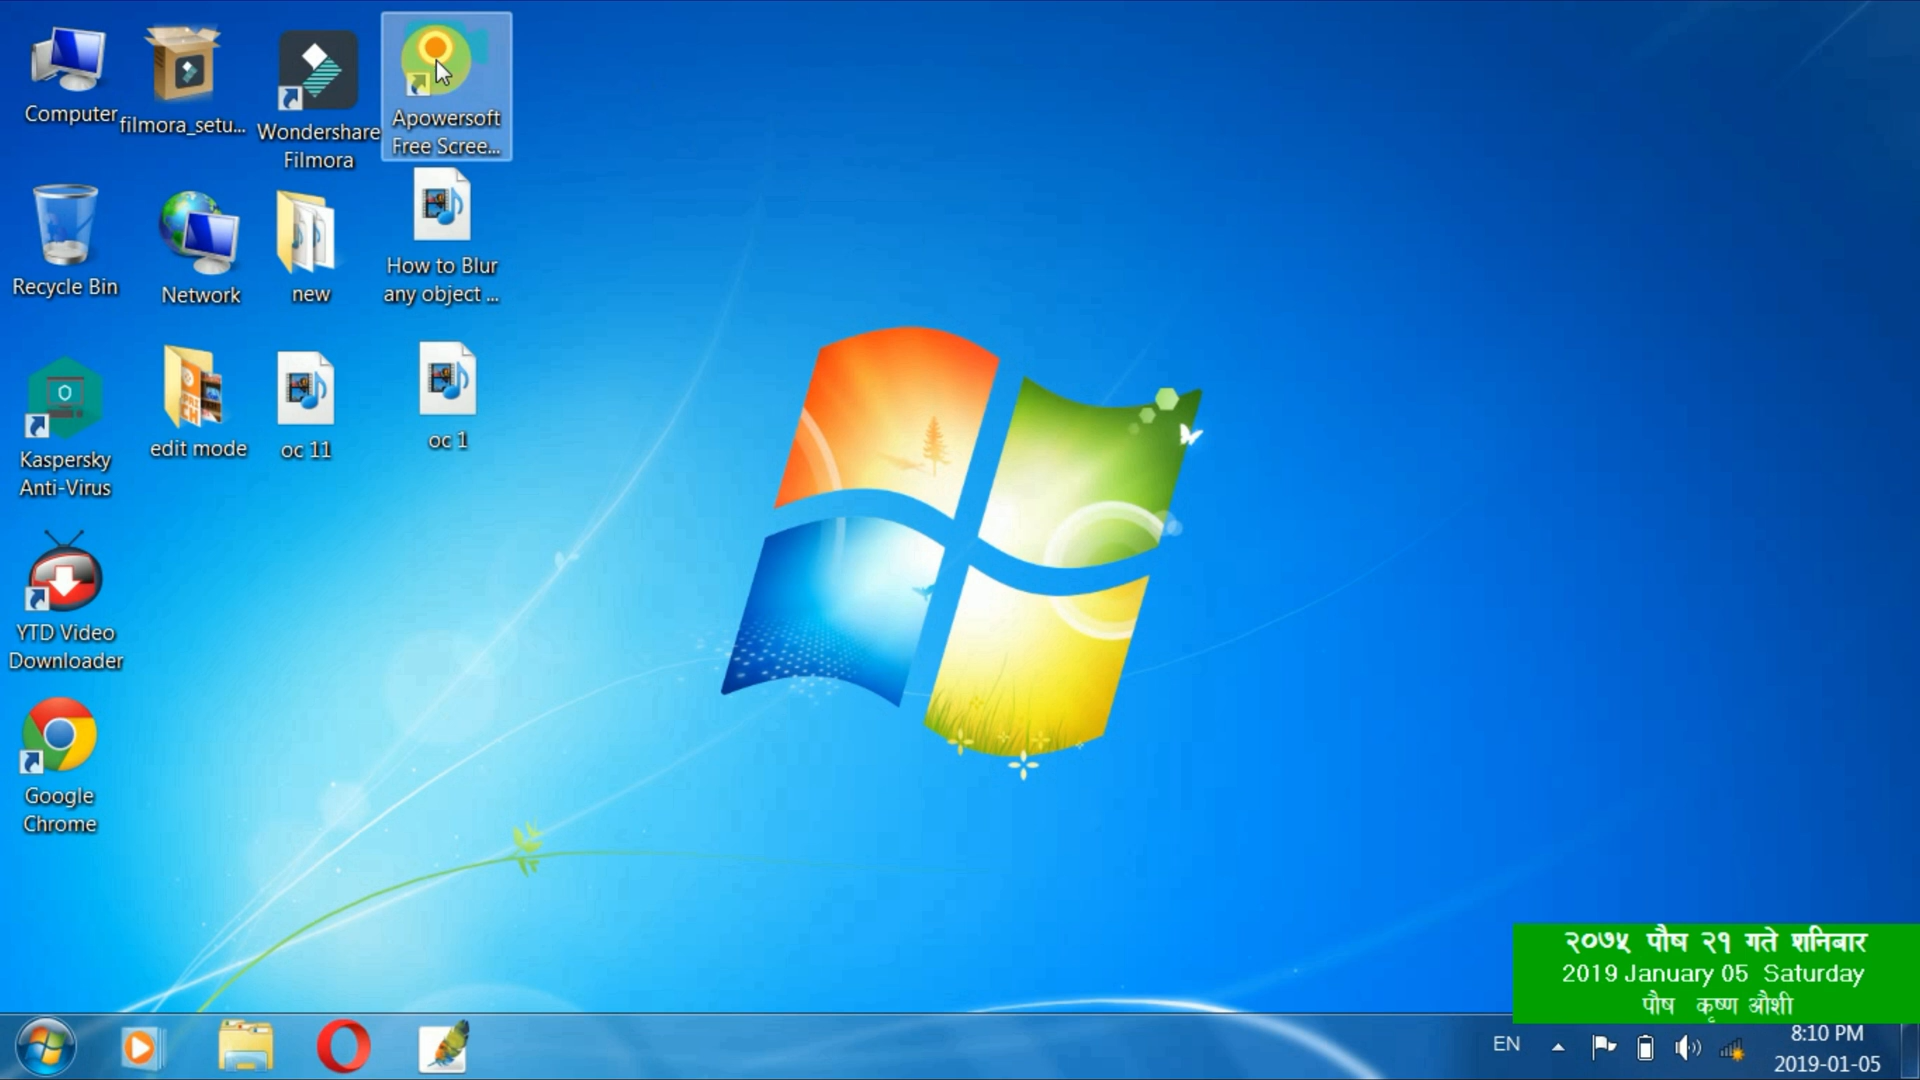 Computer
filmora_setu...
Wondershare
Filmora
Apowersoft
Free Scree...
Recycle Bin
Network
new
How to Blur
any object ...
Kaspersky
Anti-Virus
edit mode
oc 11
oc 1
YTD Video
Downloader
Google
Chrome
२०७५ पौष २१ गते शनिबार
2019 January 05 Saturday
पौष कृष्ण औशी
EN
8:10 PM
2019-01-05